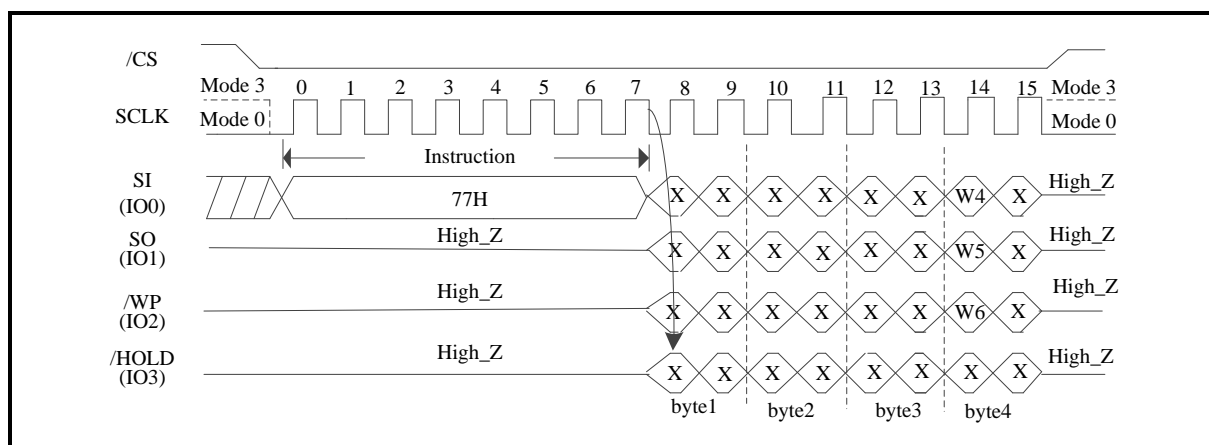 /CS
Mode 3 0 1 2 3 4 5 6 7 8 9 10 11 12 13 14 15 Mode 3
SCLK Mode 0 Mode 0
Instruction
SI
(IO0) 77H X X X X X X W4 X High_Z
SO
(IO1) High_Z X X X X X X W5 X High_Z
/WP
(IO2) High_Z X X X X X X W6 X High_Z
/HOLD
(IO3) High_Z X X X X X X X X High_Z
byte1 byte2 byte3 byte4